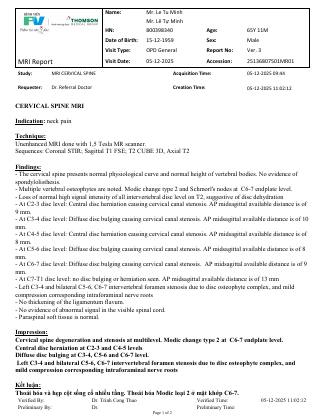 BỆNH VIỆN
FV
THOMSON
MEDICAL GROUP
MRI Report
Name: Mr. Le Tu Minh
Mr. Lê Tư Minh
HN: 800398340 Age: 65Y 11M
Date of Birth: 15-12-1959 Sex: Male
Visit Type: OPD General Report No: Ver. 3
Visit Date: 05-12-2025 Accession: 25136807501MR01
Study: MRI CERVICAL SPINE Acquisition Time: 05-12-2025 09:44
Requester: Dr. Referral Doctor Creation Time: 05-12-2025 11:02:12
CERVICAL SPINE MRI
Indication: neck pain
Technique:
Unenhanced MRI done with 1,5 Tesla MR scanner.
Sequences: Coronal STIR; Sagittal T1 FSE; T2 CUBE 3D, Axial T2
Findings:
- The cervical spine presents normal physiological curve and normal height of vertebral bodies. No evidence of
spondylolisthesis.
- Multiple vertebral osteophytes are noted. Modic change type 2 and Schmorl's nodes at C6-7 endplate level.
- Loss of normal high signal intensity of all intervertebral disc level on T2, suggestive of disc dehydration
- At C2-3 disc level: Central disc herniation causing cervical canal stenosis. AP midsagittal available distance is of
9 mm.
- At C3-4 disc level: Diffuse disc bulging causing cervical canal stenosis. AP midsagittal available distance is of 10
mm.
- At C4-5 disc level: Central disc herniation causing cervical canal stenosis. AP midsagittal available distance is of
8 mm.
- At C5-6 disc level: Diffuse disc bulging causing cervical canal stenosis. AP midsagittal available distance is of 8
mm.
- At C6-7 disc level: Diffuse disc bulging causing cervical canal stenosis. AP midsagittal available distance is of 9
mm.
- At C7-T1 disc level: no disc bulging or herniation seen. AP midsagittal available distance is of 13 mm
- Left C3-4 and bilateral C5-6, C6-7 intervertebral foramen stenosis due to disc osteophyte complex, and mild
compression corresponding intraforaminal nerve roots
- No thickening of the ligamentum flavum.
- No evidence of abnormal signal in the visible spinal cord.
- Paraspinal soft tissue is normal.
Impression:
Cervical spine degeneration and stenosis at multilevel. Modic change type 2 at C6-7 endplate level.
Central disc herniation at C2-3 and C4-5 levels
Diffuse disc bulging at C3-4, C5-6 and C6-7 level.
Left C3-4 and bilateral C5-6, C6-7 intervertebral foramen stenosis due to disc osteophyte complex, and
mild compression corresponding intraforaminal nerve roots
Kết luận:
Thoái hóa và hẹp cột sống cổ nhiều tầng. Thoái hóa Modic loại 2 ở mặt khớp C6-7.
Verified By: Dr. Trinh Cong Thao Verified Time: 05-12-2025 11:02:12
Preliminary By: Dr. Preliminary Time:
Page 1 of 2